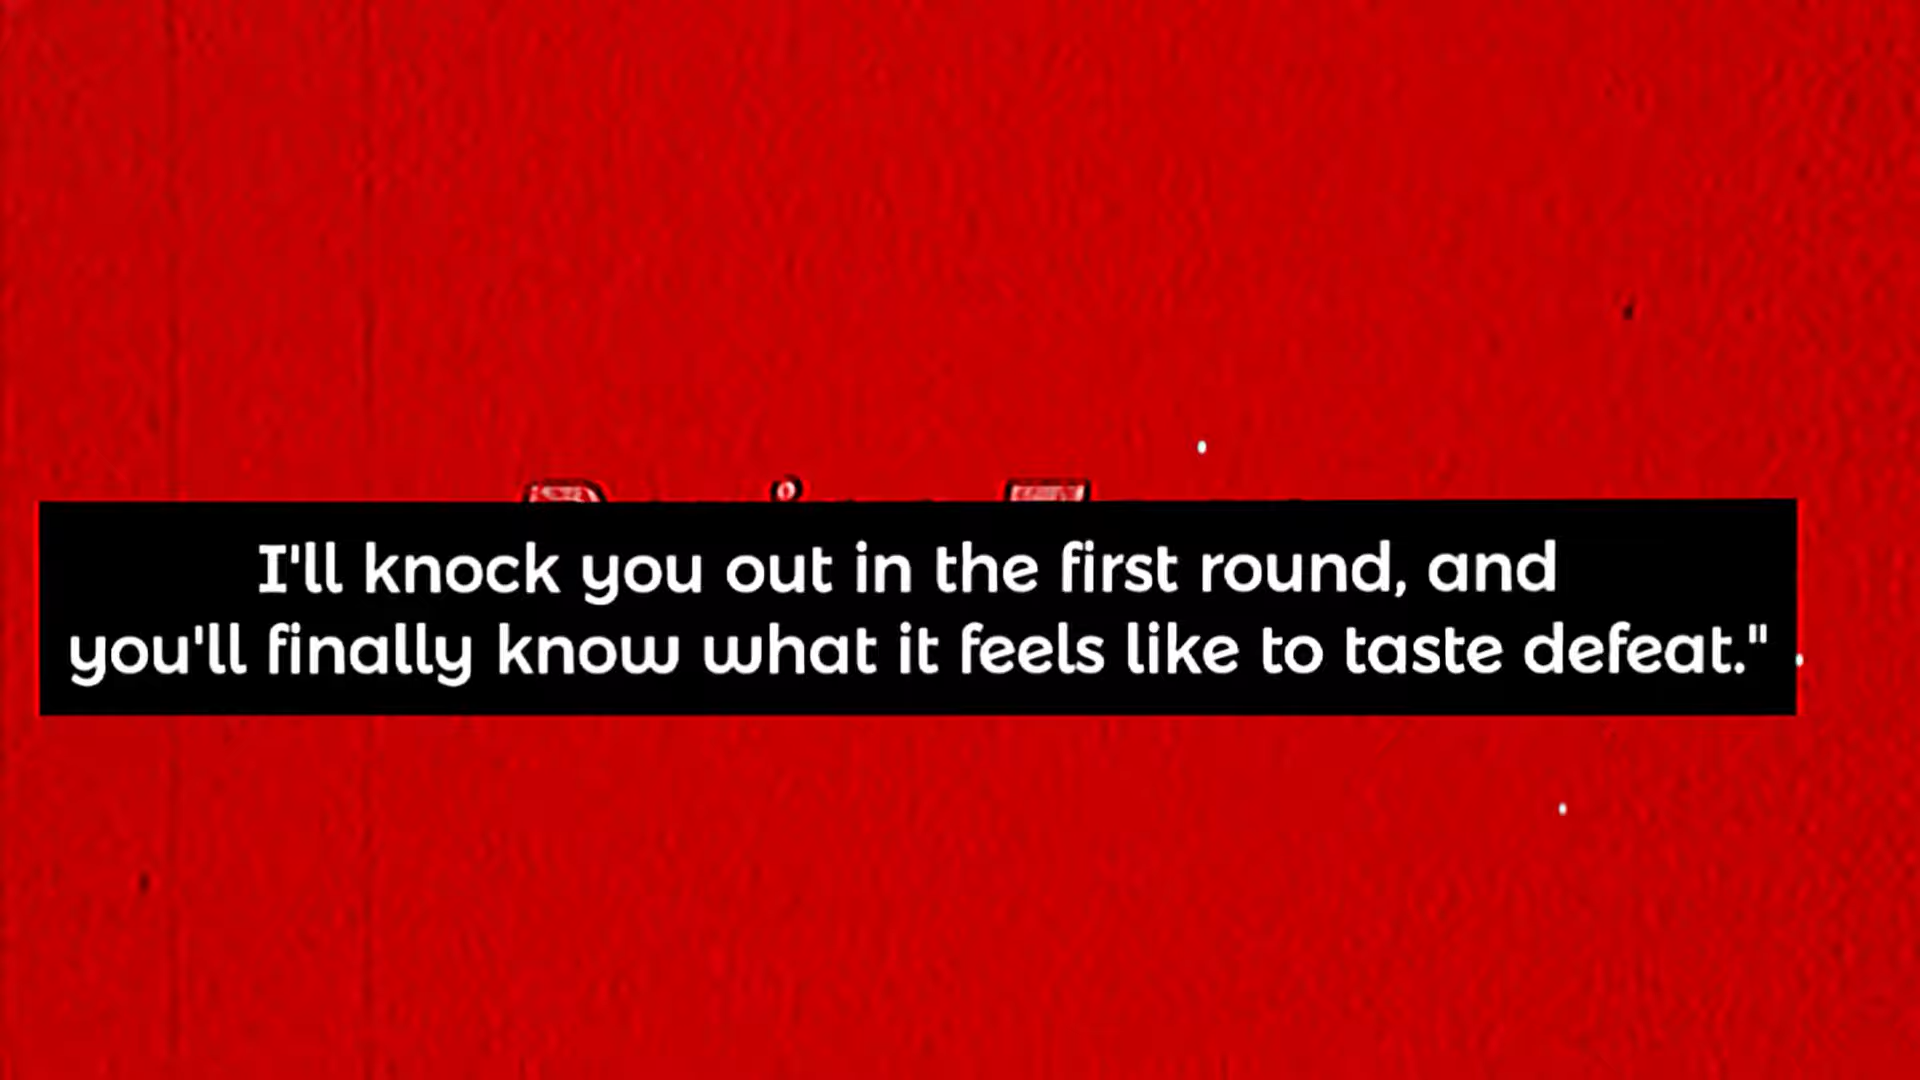 I'll knock you out in the first round, and
you'll finally know what it feels like to taste defeat."